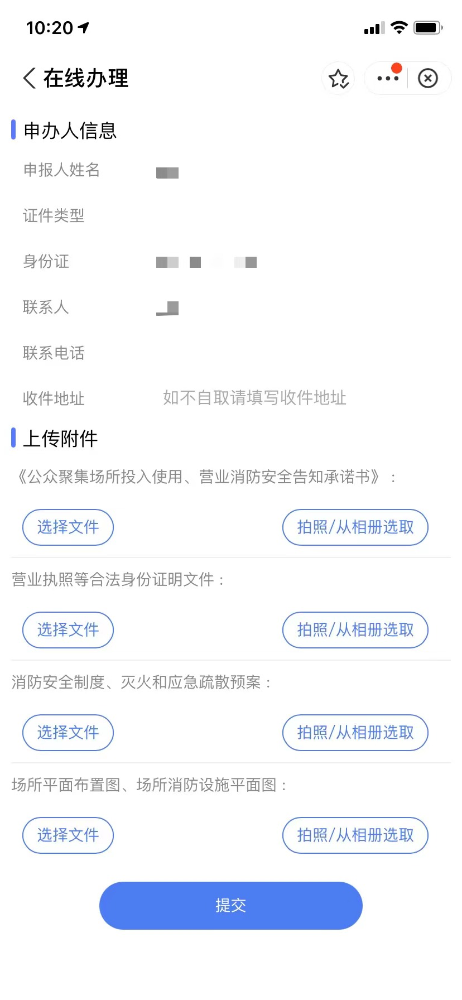 10:20
在线办理
申办人信息
申报人姓名
证件类型
身份证
联系人
联系电话
收件地址 如不自取请填写收件地址
上传附件
《公众聚集场所投入使用、营业消防安全告知承诺书》:
选择文件 拍照/从相册选取
营业执照等合法身份证明文件:
选择文件 拍照/从相册选取
消防安全制度、灭火和应急疏散预案:
选择文件 拍照/从相册选取
场所平面布置图、场所消防设施平面图:
选择文件 拍照/从相册选取
提交